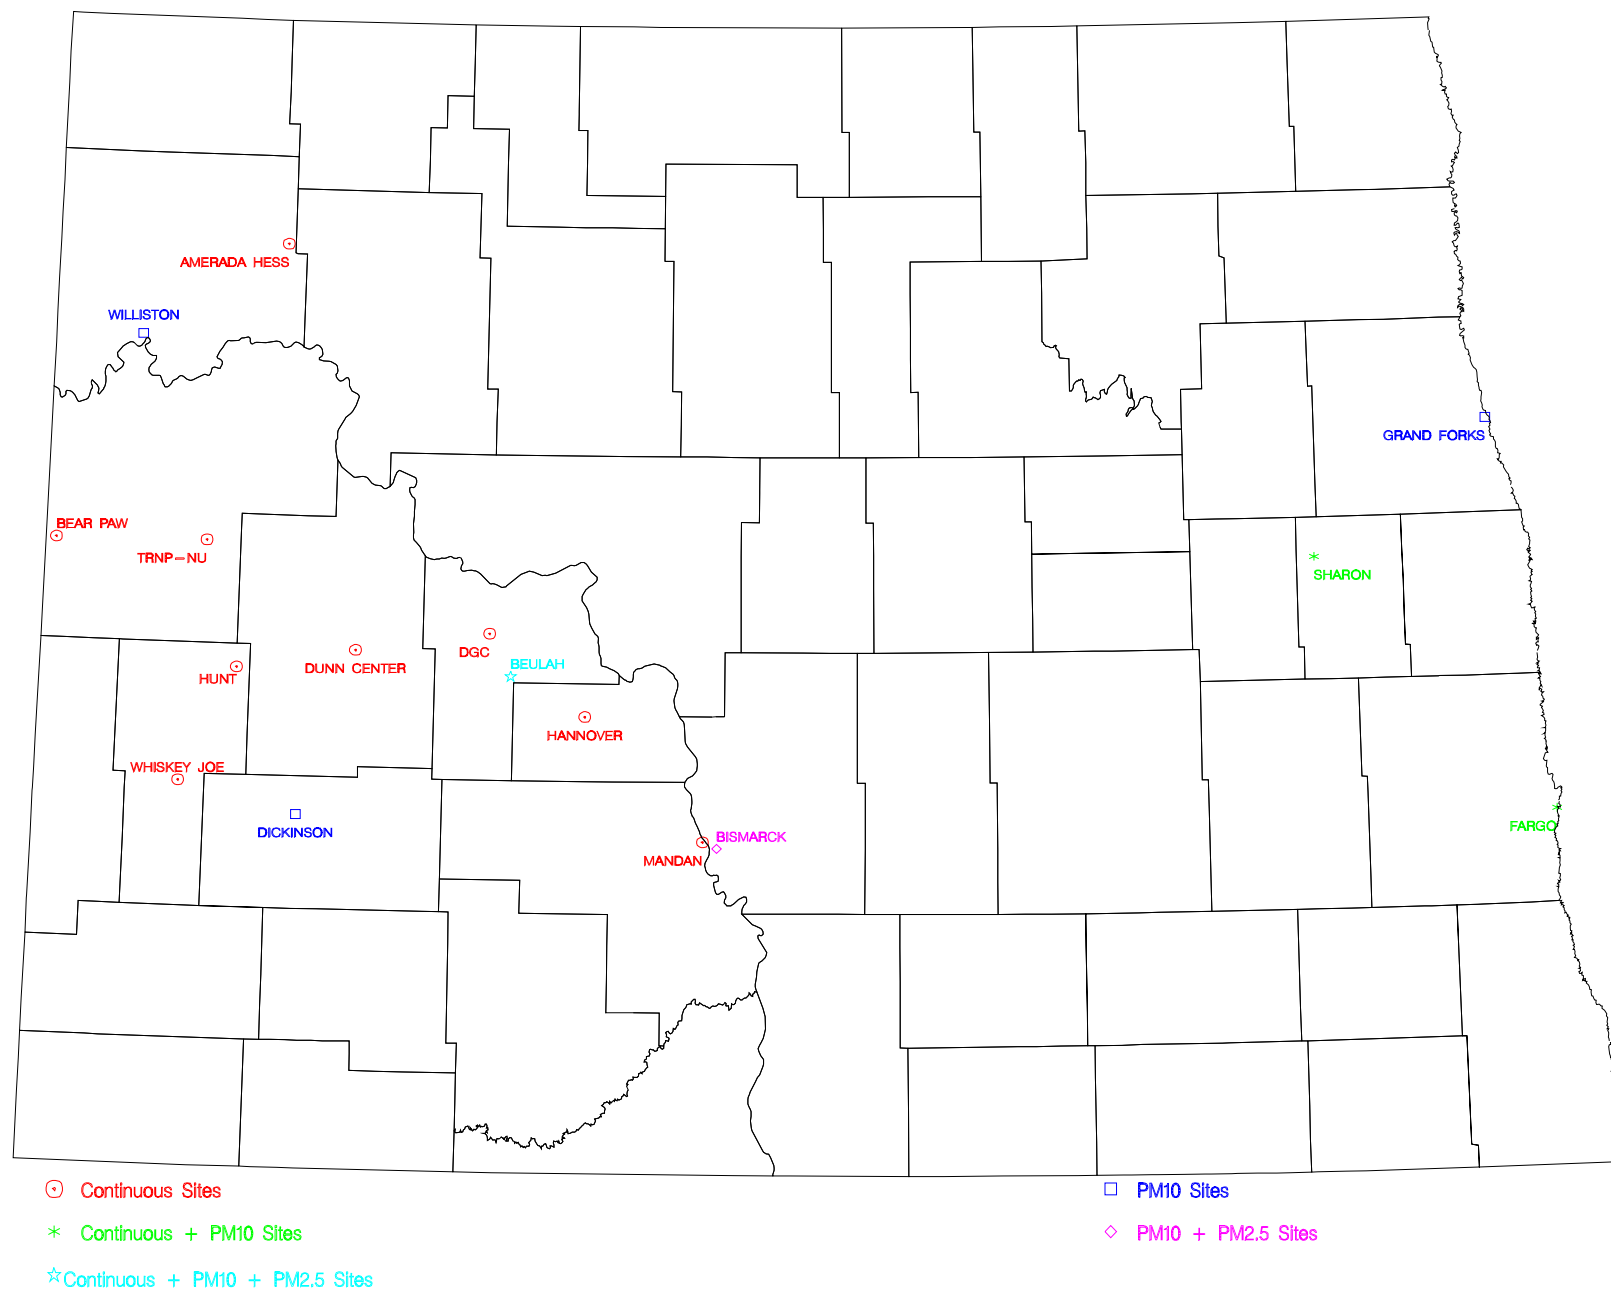 AMERADA HESS
WILLISTON
GRAND FORKS
BEAR PAW
TRNP-NU
SHARON
DGC
BEULAH
DUNN CENTER
HUNT
HANNOVER
WHISKEY JOE
DICKINSON
BISMARCK
MANDAN
FARGO
Continuous Sites
PM10 Sites
Continuous + PM10 Sites
PM10 + PM2.5 Sites
Continuous + PM10 + PM2.5 Sites